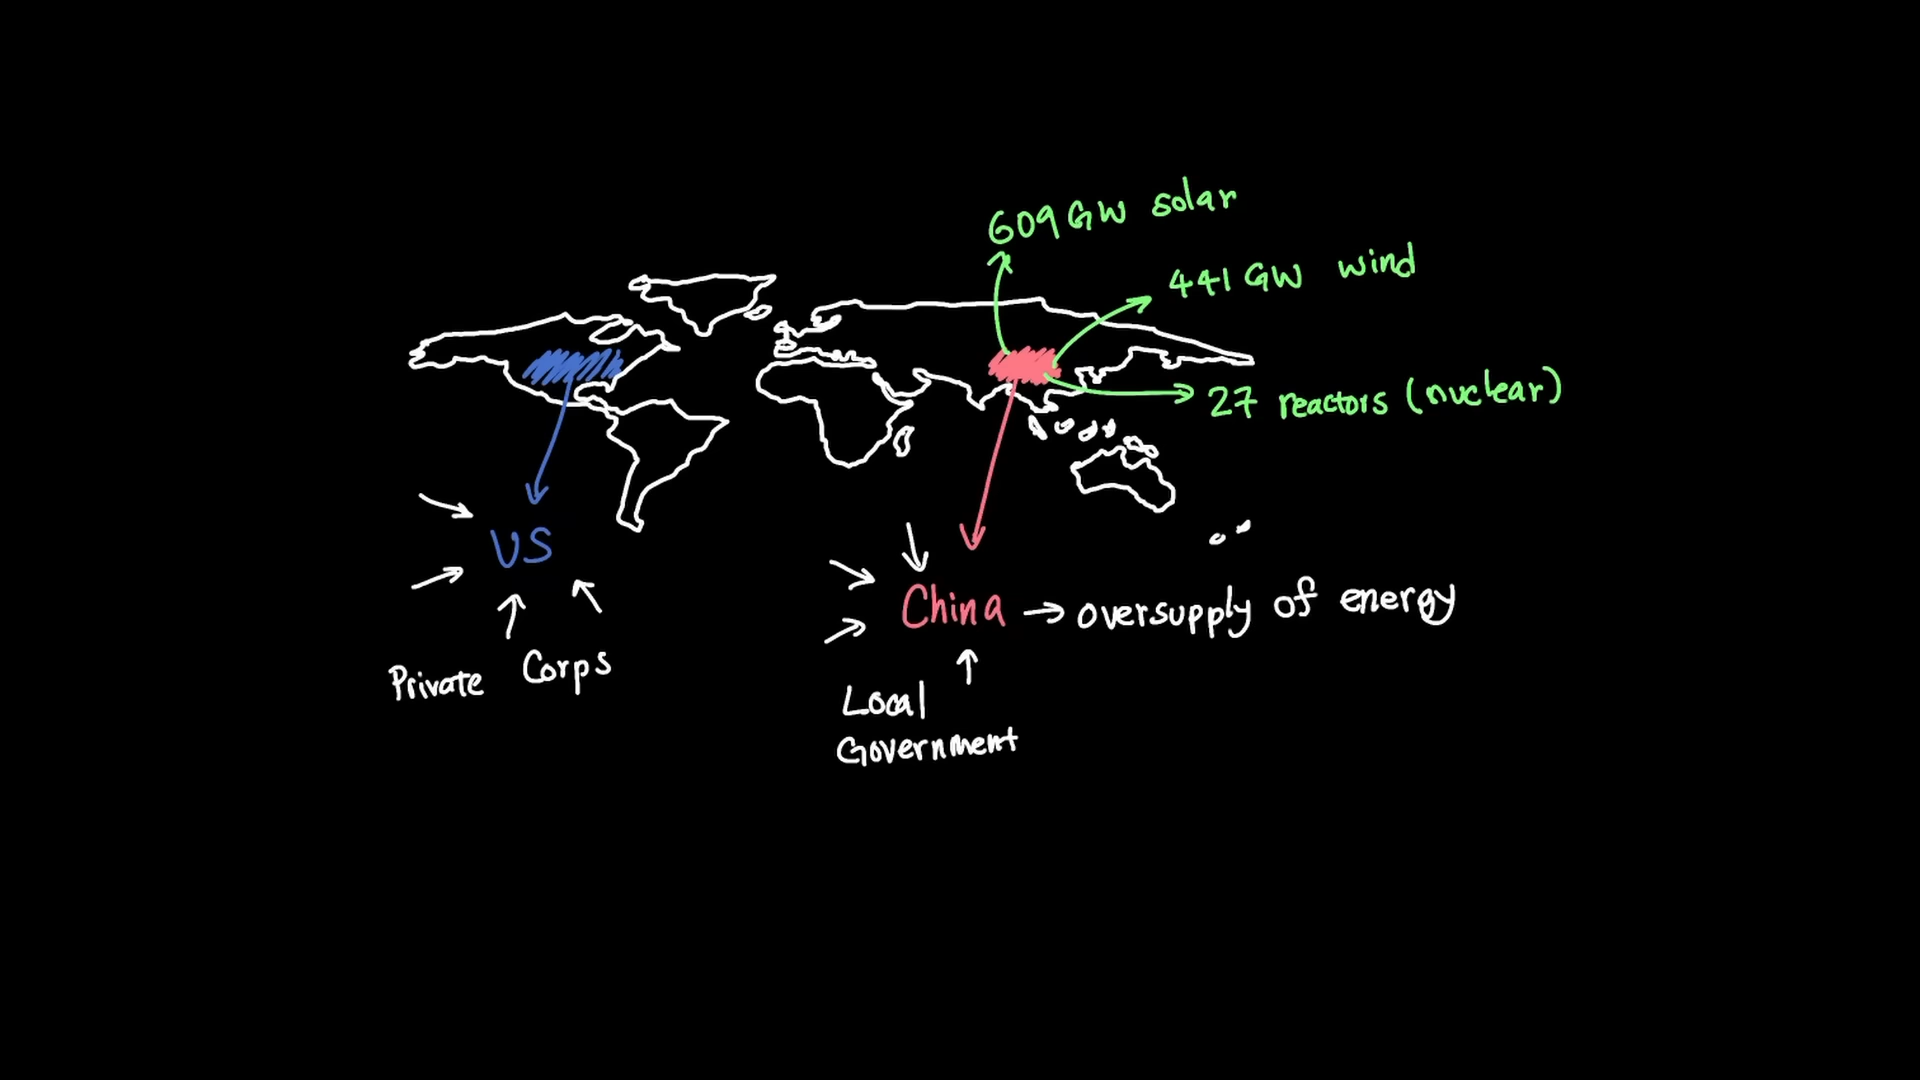 609 GW solar
441 GW wind
27 reactors (nuclear)
US
Private Corps
China → oversupply of energy
Local
Government